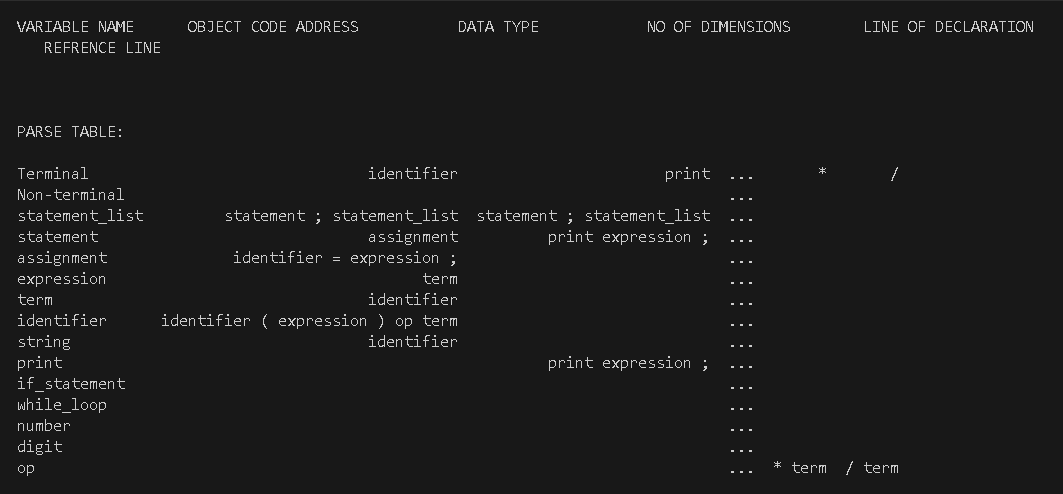 VARIABLE NAME      OBJECT CODE ADDRESS           DATA TYPE            NO OF DIMENSIONS        LINE OF DECLARATION
   REFRENCE LINE
PARSE TABLE:
Terminal                               identifier                       print  ...       *       /
Non-terminal                                                                   ...
statement_list         statement ; statement_list  statement ; statement_list  ...
statement                              assignment          print expression ;  ...
assignment              identifier = expression ;                              ...
expression                                   term                              ...
term                                   identifier                              ...
identifier      identifier ( expression ) op term                              ...
string                                 identifier                              ...
print                                                      print expression ;  ...
if_statement                                                                   ...
while_loop                                                                     ...
number                                                                         ...
digit                                                                          ...
op                                                                             ...  * term  / term